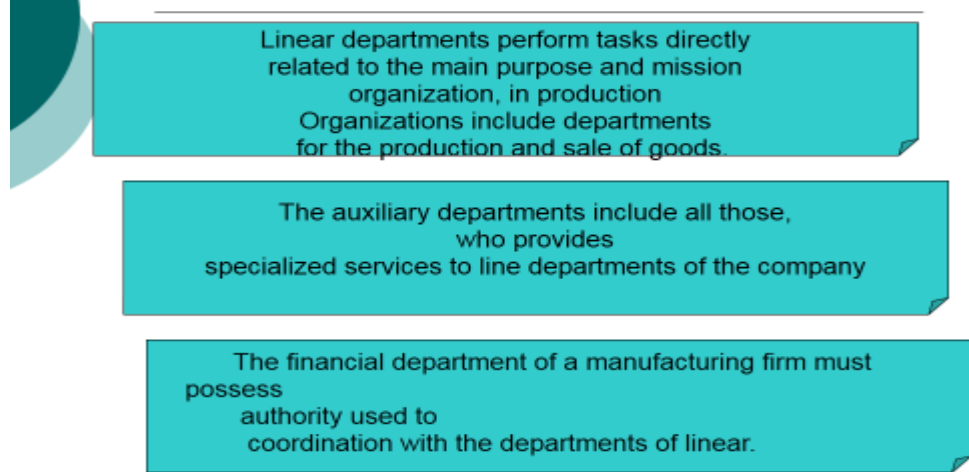 Linear departments perform tasks directly
related to the main purpose and mission
organization, in production
Organizations include departments
for the production and sale of goods.
The auxiliary departments include all those,
who provides
specialized services to line departments of the company
The financial department of a manufacturing firm must
possess
authority used to
coordination with the departments of linear.